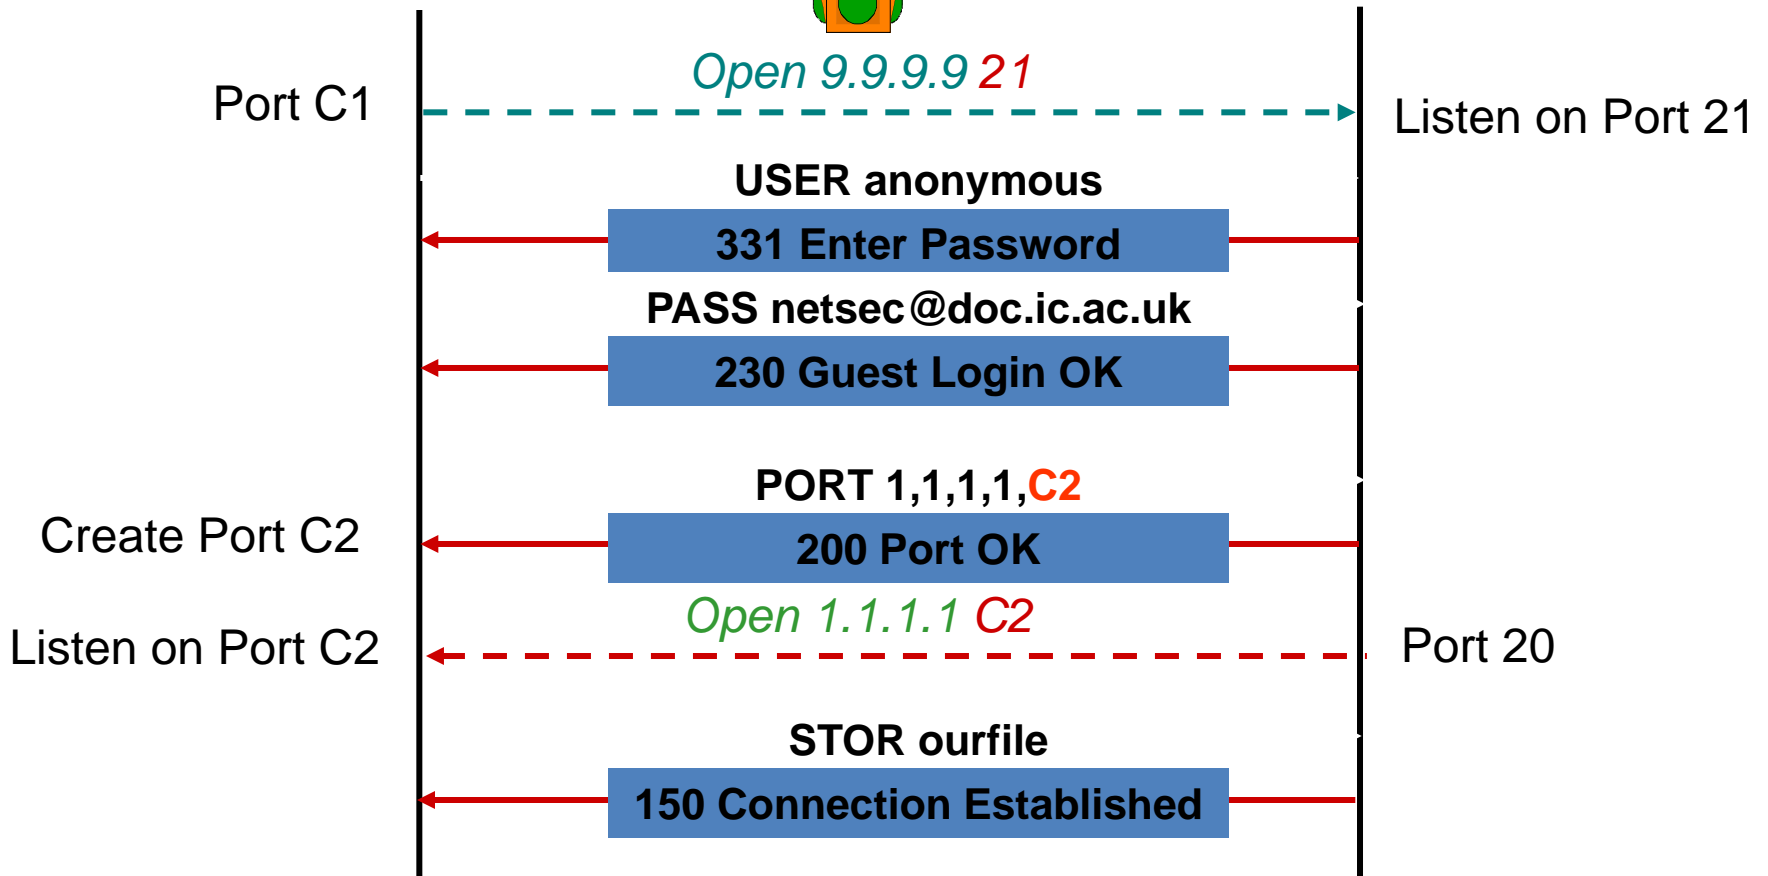 Open 9.9.9.9 21
Port C1
Listen on Port 21
USER anonymous
331 Enter Password
PASS netsec@doc.ic.ac.uk
230 Guest Login OK
PORT 1,1,1,1,C2
Create Port C2
200 Port OK
Open 1.1.1.1 C2
Listen on Port C2
Port 20
STOR ourfile
150 Connection Established